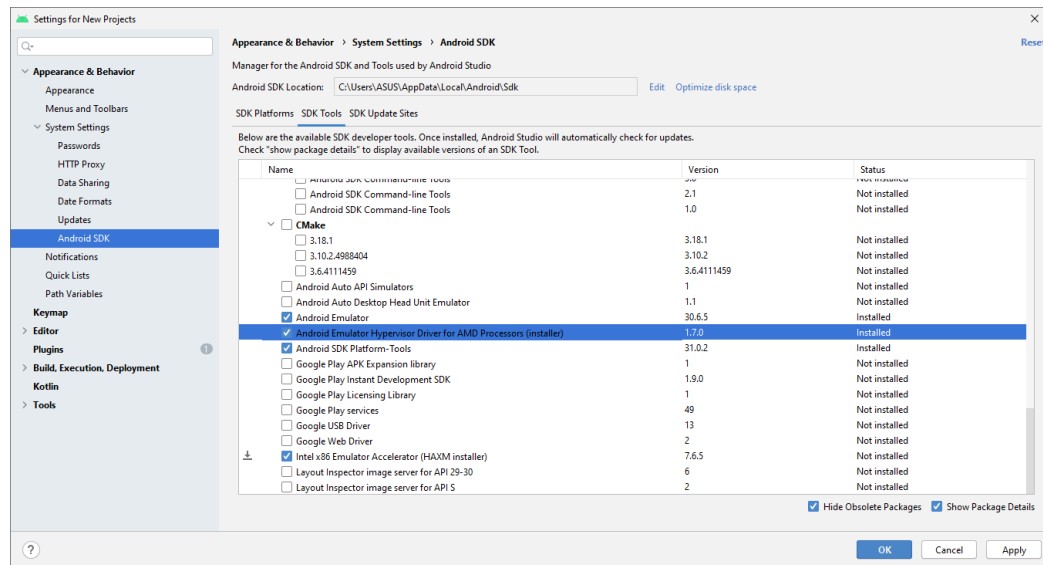 Settings for New Projects
Appearance & Behavior
Appearance
Menus and Toolbars
System Settings
Passwords
HTTP Proxy
Data Sharing
Date Formats
Updates
Android SDK
Notifications
Quick Lists
Path Variables
Keymap
Editor
Plugins 1
Build, Execution, Deployment
Kotlin
Tools
Appearance & Behavior › System Settings › Android SDK
Reset
Manager for the Android SDK and Tools used by Android Studio
Android SDK Location: C:\Users\ASUS\AppData\Local\Android\Sdk Edit Optimize disk space
SDK Platforms SDK Tools SDK Update Sites
Below are the available SDK developer tools. Once installed, Android Studio will automatically check for updates.
Check "show package details" to display available versions of an SDK Tool.
Name Version Status
Android SDK Command-line Tools 3.0 Not installed
Android SDK Command-line Tools 2.1 Not installed
Android SDK Command-line Tools 1.0 Not installed
CMake
3.18.1 3.18.1 Not installed
3.10.2.4988404 3.10.2 Not installed
3.6.4111459 3.6.4111459 Not installed
Android Auto API Simulators 1 Not installed
Android Auto Desktop Head Unit Emulator 1.1 Not installed
Android Emulator 30.6.5 Installed
Android Emulator Hypervisor Driver for AMD Processors (installer) 1.7.0 Installed
Android SDK Platform-Tools 31.0.2 Installed
Google Play APK Expansion library 1 Not installed
Google Play Instant Development SDK 1.9.0 Not installed
Google Play Licensing Library 1 Not installed
Google Play services 49 Not installed
Google USB Driver 13 Not installed
Google Web Driver 2 Not installed
Intel x86 Emulator Accelerator (HAXM installer) 7.6.5 Not installed
Layout Inspector image server for API 29-30 6 Not installed
Layout Inspector image server for API S 2 Not installed
Hide Obsolete Packages Show Package Details
? OK Cancel Apply